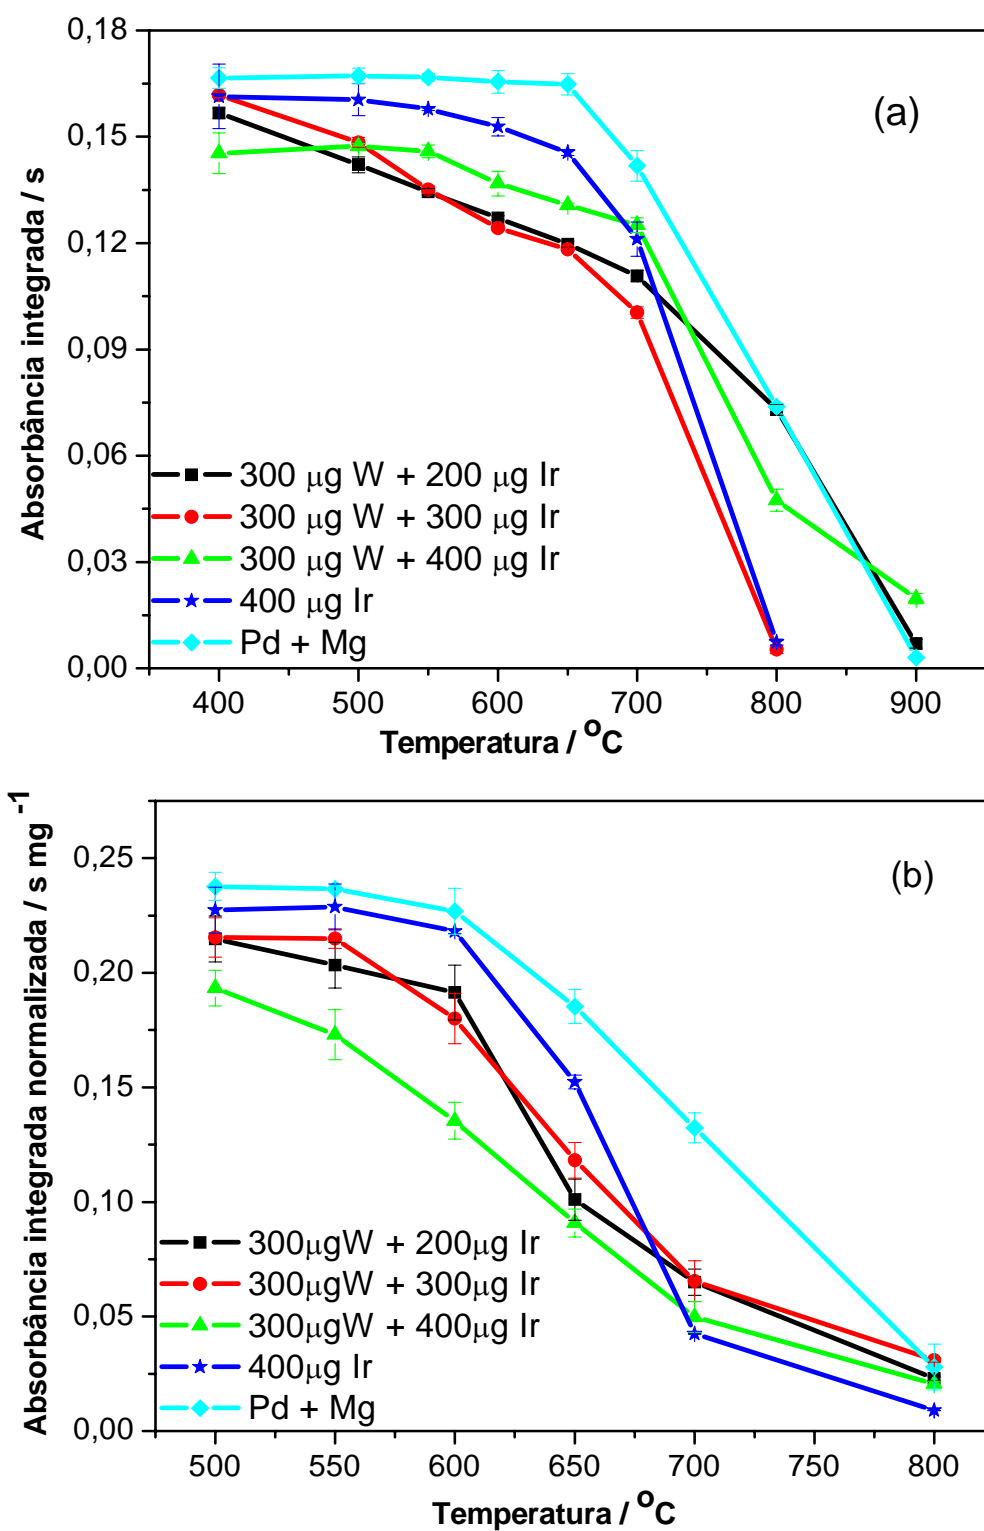 0,18
0,15
0,12
0,09
0,06
0,03
0,00
Absorbância integrada / s
(a)
300 μg W + 200 μg Ir
300 μg W + 300 μg Ir
300 μg W + 400 μg Ir
400 μg Ir
Pd + Mg
400 500 600 700 800 900
Temperatura / ºC
0,25
0,20
0,15
0,10
0,05
0,00
Absorbância integrada normalizada / s mg⁻¹
(b)
300μgW + 200μg Ir
300μgW + 300μg Ir
300μgW + 400μg Ir
400μg Ir
Pd + Mg
500 550 600 650 700 750 800
Temperatura / ºC